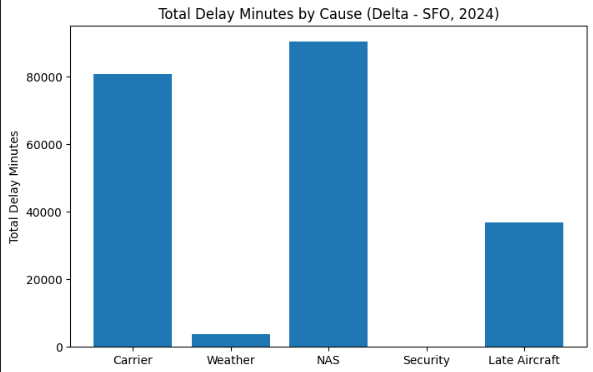 Total Delay Minutes by Cause (Delta - SFO, 2024)
Total Delay Minutes
80000
60000
40000
20000
0
Carrier Weather NAS Security Late Aircraft